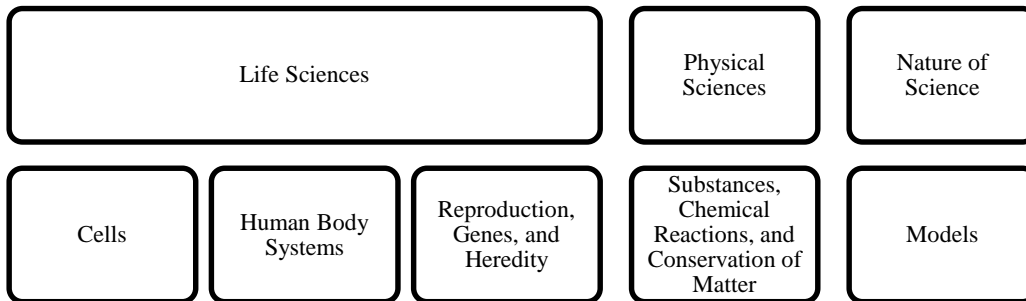 Life Sciences
Physical
Sciences
Nature of
Science
Cells
Human Body
Systems
Reproduction,
Genes, and
Heredity
Substances,
Chemical
Reactions, and
Conservation of
Matter
Models